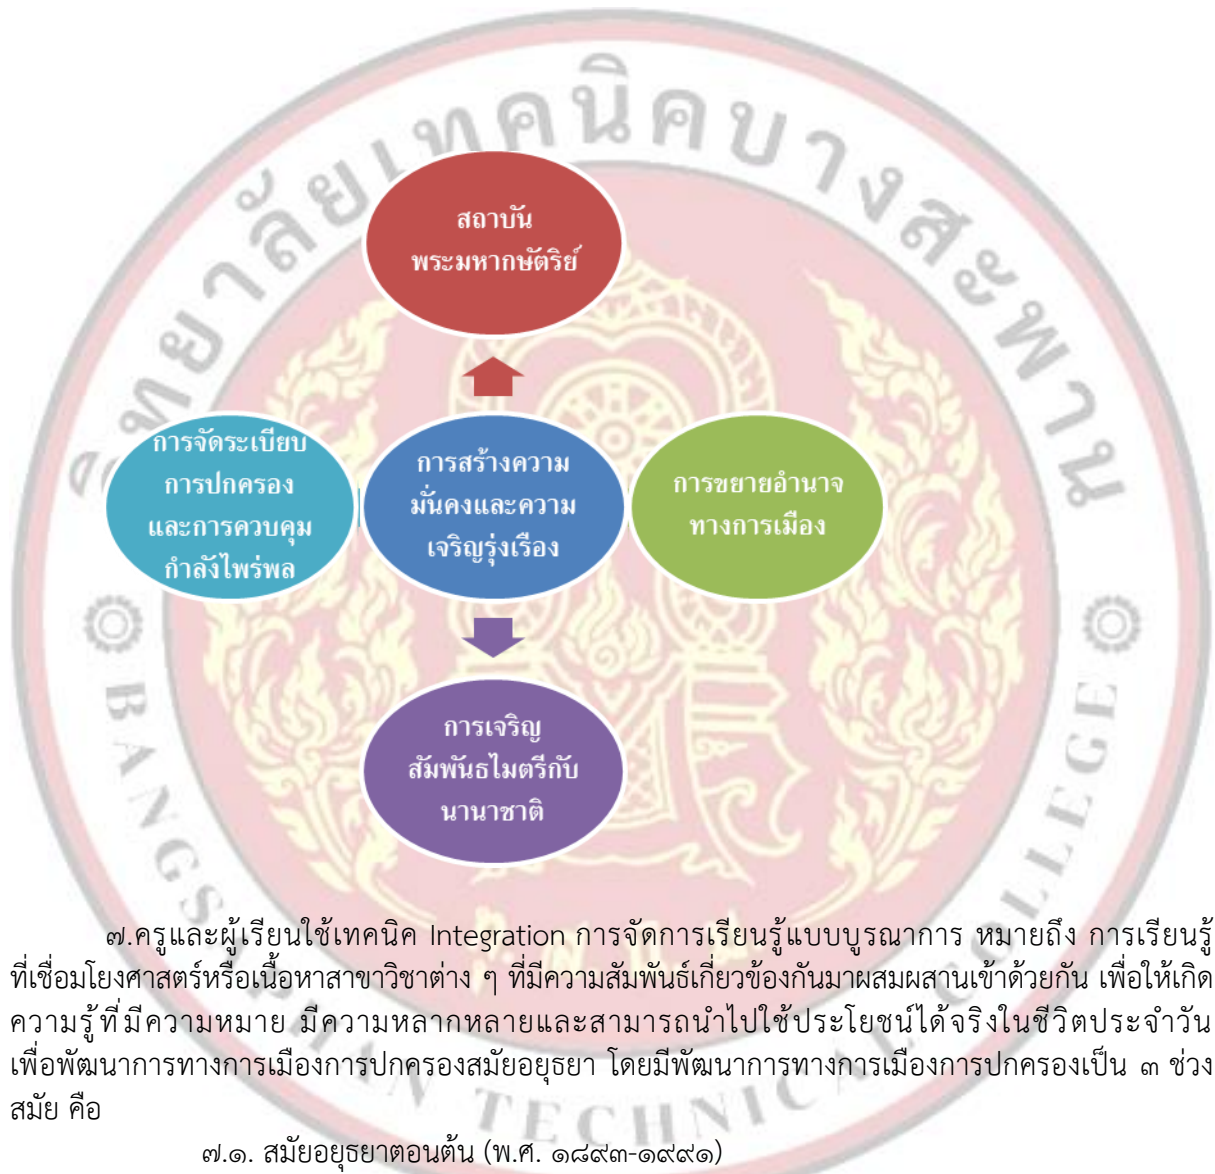 วิทยาลัยเทคนิคบางสะพาน
สถาบัน
พระมหากษัตริย์
การจัดระเบียบ
การปกครอง
และการควบคุม
กำลังไพร่พล
การสร้างความ
มั่นคงและความ
เจริญรุ่งเรือง
การขยายอำนาจ
ทางการเมือง
การเจริญ
สัมพันธไมตรีกับ
นานาชาติ
๗.ครูและผู้เรียนใช้เทคนิค Integration การจัดการเรียนรู้แบบบูรณาการ หมายถึง การเรียนรู้
ที่เชื่อมโยงศาสตร์หรือเนื้อหาสาขาวิชาต่าง ๆ ที่มีความสัมพันธ์เกี่ยวข้องกันมาผสมผสานเข้าด้วยกัน เพื่อให้เกิด
ความรู้ที่มีความหมาย มีความหลากหลายและสามารถนำไปใช้ประโยชน์ได้จริงในชีวิตประจำวัน
เพื่อพัฒนาการทางการเมืองการปกครองสมัยอยุธยา โดยมีพัฒนาการทางการเมืองการปกครองเป็น ๓ ช่วง
สมัย คือ
๗.๑. สมัยอยุธยาตอนต้น (พ.ศ. ๑๘๙๓-๑๙๙๑)
BANGSAPHAN TECHNICAL COLLEGE